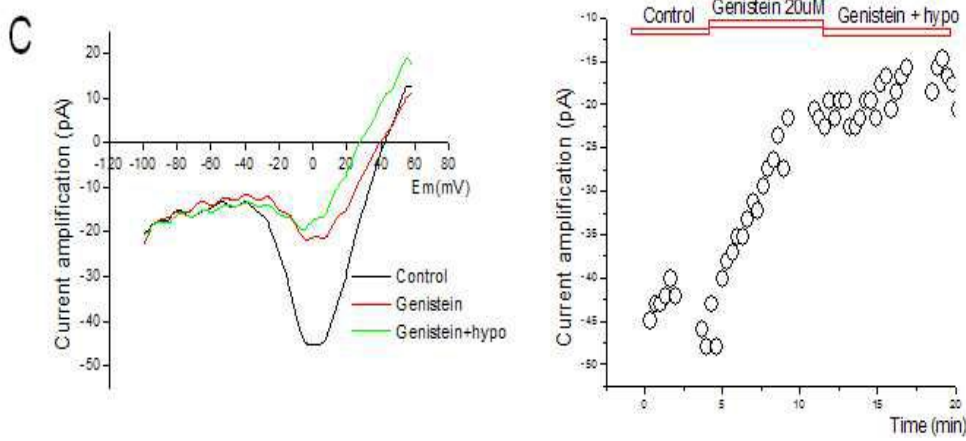 C
Current amplification (pA)
20
10
0
-10
-20
-30
-40
-50
-100 -80 -60 -40 -20 0 20 40 60 80
Em(mV)
Control
Genistein
Genistein+hypo
Control
Genistein 20uM
Genistein + hypo
Current amplification (pA)
-10
-15
-20
-25
-30
-35
-40
-45
-50
0 5 10 15 20
Time (min)